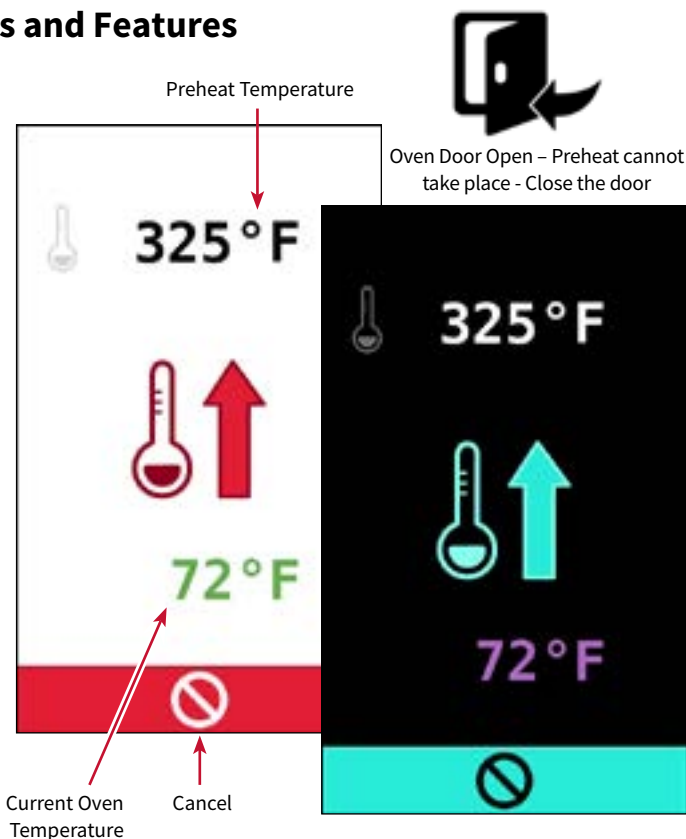 s and Features
Preheat Temperature
Oven Door Open – Preheat cannot
take place - Close the door
325°F
325°F
72°F
72°F
Current Oven
Temperature
Cancel